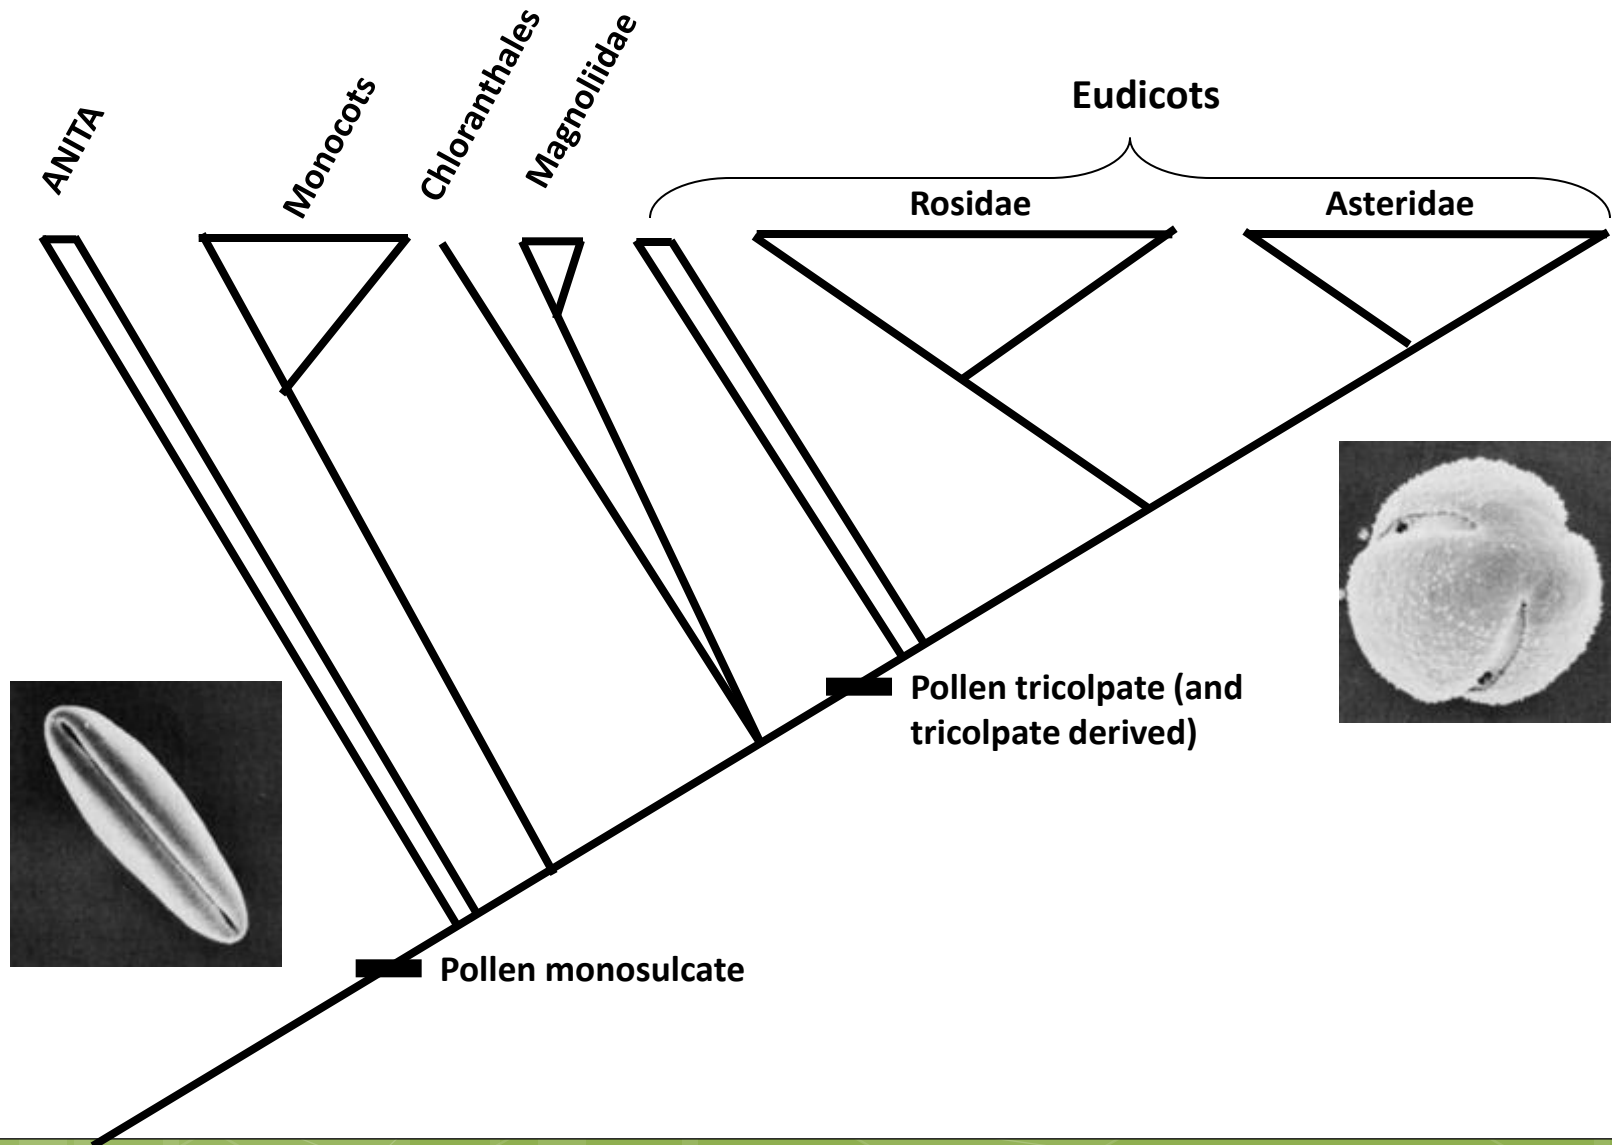 ANITA
Monocots
Chloranthales
Magnoliidae
Eudicots
Rosidae
Asteridae
Pollen tricolpate (and
tricolpate derived)
Pollen monosulcate